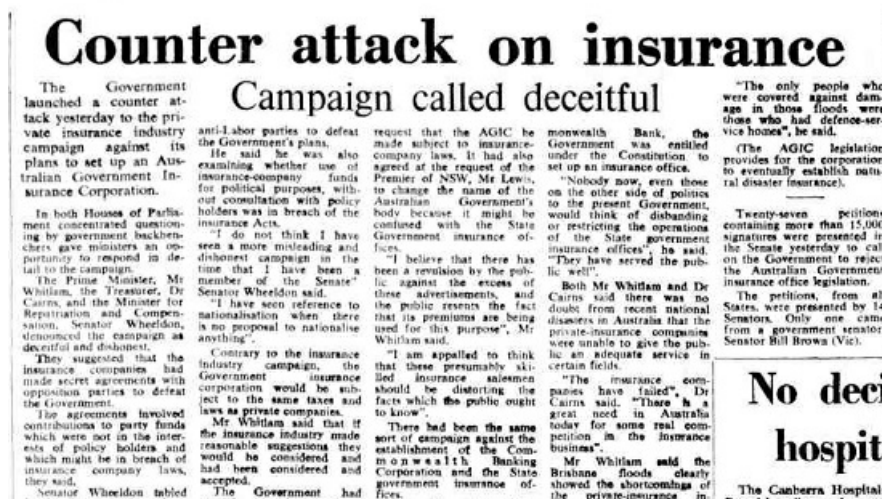 Counter attack on insurance
Campaign called deceitful
The Government
launched a counter at-
tack yesterday to the pri-
vate insurance industry
campaign against its
plans to set up an Aus-
tralian Government In-
surance Corporation.
In both Houses of Parlia-
ment concentrated question-
ing by government backben-
chers gave ministers an op-
portunity to respond in de-
tail to the campaign.
The Prime Minister, Mr
Whitlam, the Treasurer, Dr
Cairns, and the Minister for
Repatriation and Compen-
sation, Senator Wheeldon,
denounced the campaign as
deceitful and dishonest.
They suggested that the
insurance companies had
made secret agreements with
opposition parties to defeat
the Government.
The agreements involved
contributions to party funds
which were not in the inter-
ests of policy holders and
which might be in breach of
insurance company laws,
they said.
Senator Wheeldon tabled
anti-Labor parties to defeat
the Government's plans.
He said he was also
examining whether use of
insurance-company funds
for political purposes, with-
out consultation with policy
holders was in breach of the
insurance Acts.
"I do not think I have
seen a more misleading and
dishonest campaign in the
time that I have been a
member of the Senate"
Senator Wheeldon said.
"I have seen reference to
nationalisation when there
is no proposal to nationalise
anything".
Contrary to the insurance
industry campaign, the
Government insurance
corporation would be sub-
ject to the same taxes and
laws as private companies.
Mr Whitlam said that if
the insurance industry made
reasonable suggestions they
would be considered and
had been considered and
accepted.
The Government had
request that the AGIC be
made subject to insurance-
company laws. It had also
agreed at the request of the
Premier of NSW, Mr Lewis,
to change the name of the
Australian Government's
body because it might be
confused with the State
Government insurance of-
fices.
"I believe that there has
been a revulsion by the pub-
lic against the excess of
these advertisements, and
the public resents the fact
that its premiums are being
used for this purpose", Mr
Whitlam said.
"I am appalled to think
that these presumably skil-
led insurance salesmen
should be distorting the
facts which the public ought
to know".
There had been the same
sort of campaign against the
establishment of the Com-
monwealth Banking
Corporation and the State
government insurance of-
fices.
monwealth Bank, the
Government was entitled
under the Constitution to
set up an insurance office.
"Nobody now, even those
on the other side of politics
to the present Government,
would think of disbanding
or restricting the operations
of the State government
insurance offices", he said.
"They have served the pub-
lic well".
Both Mr Whitlam and Dr
Cairns said there was no
doubt from recent national
disasters in Australia that the
private-insurance companies
were unable to give the pub-
lic an adequate service in
certain fields.
"The insurance com-
panies have failed", Dr
Cairns said. "There is a
great need in Australia
today for some real com-
petition in the insurance
business".
Mr Whitlam said the
Brisbane floods clearly
showed the shortcomings of
the private-insurance in
"The only people who
were covered against dam-
age in those floods were
those who had defence-ser-
vice homes", he said.
(The AGIC legislation
provides for the corporation
to eventually establish natu-
ral disaster insurance).
Twenty-seven petitions
containing more than 15,000
signatures were presented in
the Senate yesterday to call
on the Government to reject
the Australian Government
insurance office legislation.
The petitions, from all
States, were presented by 14
Senators. Only one came
from a government senator
Senator Bill Brown (Vic).
No deci
hospit
The Canberra Hospital